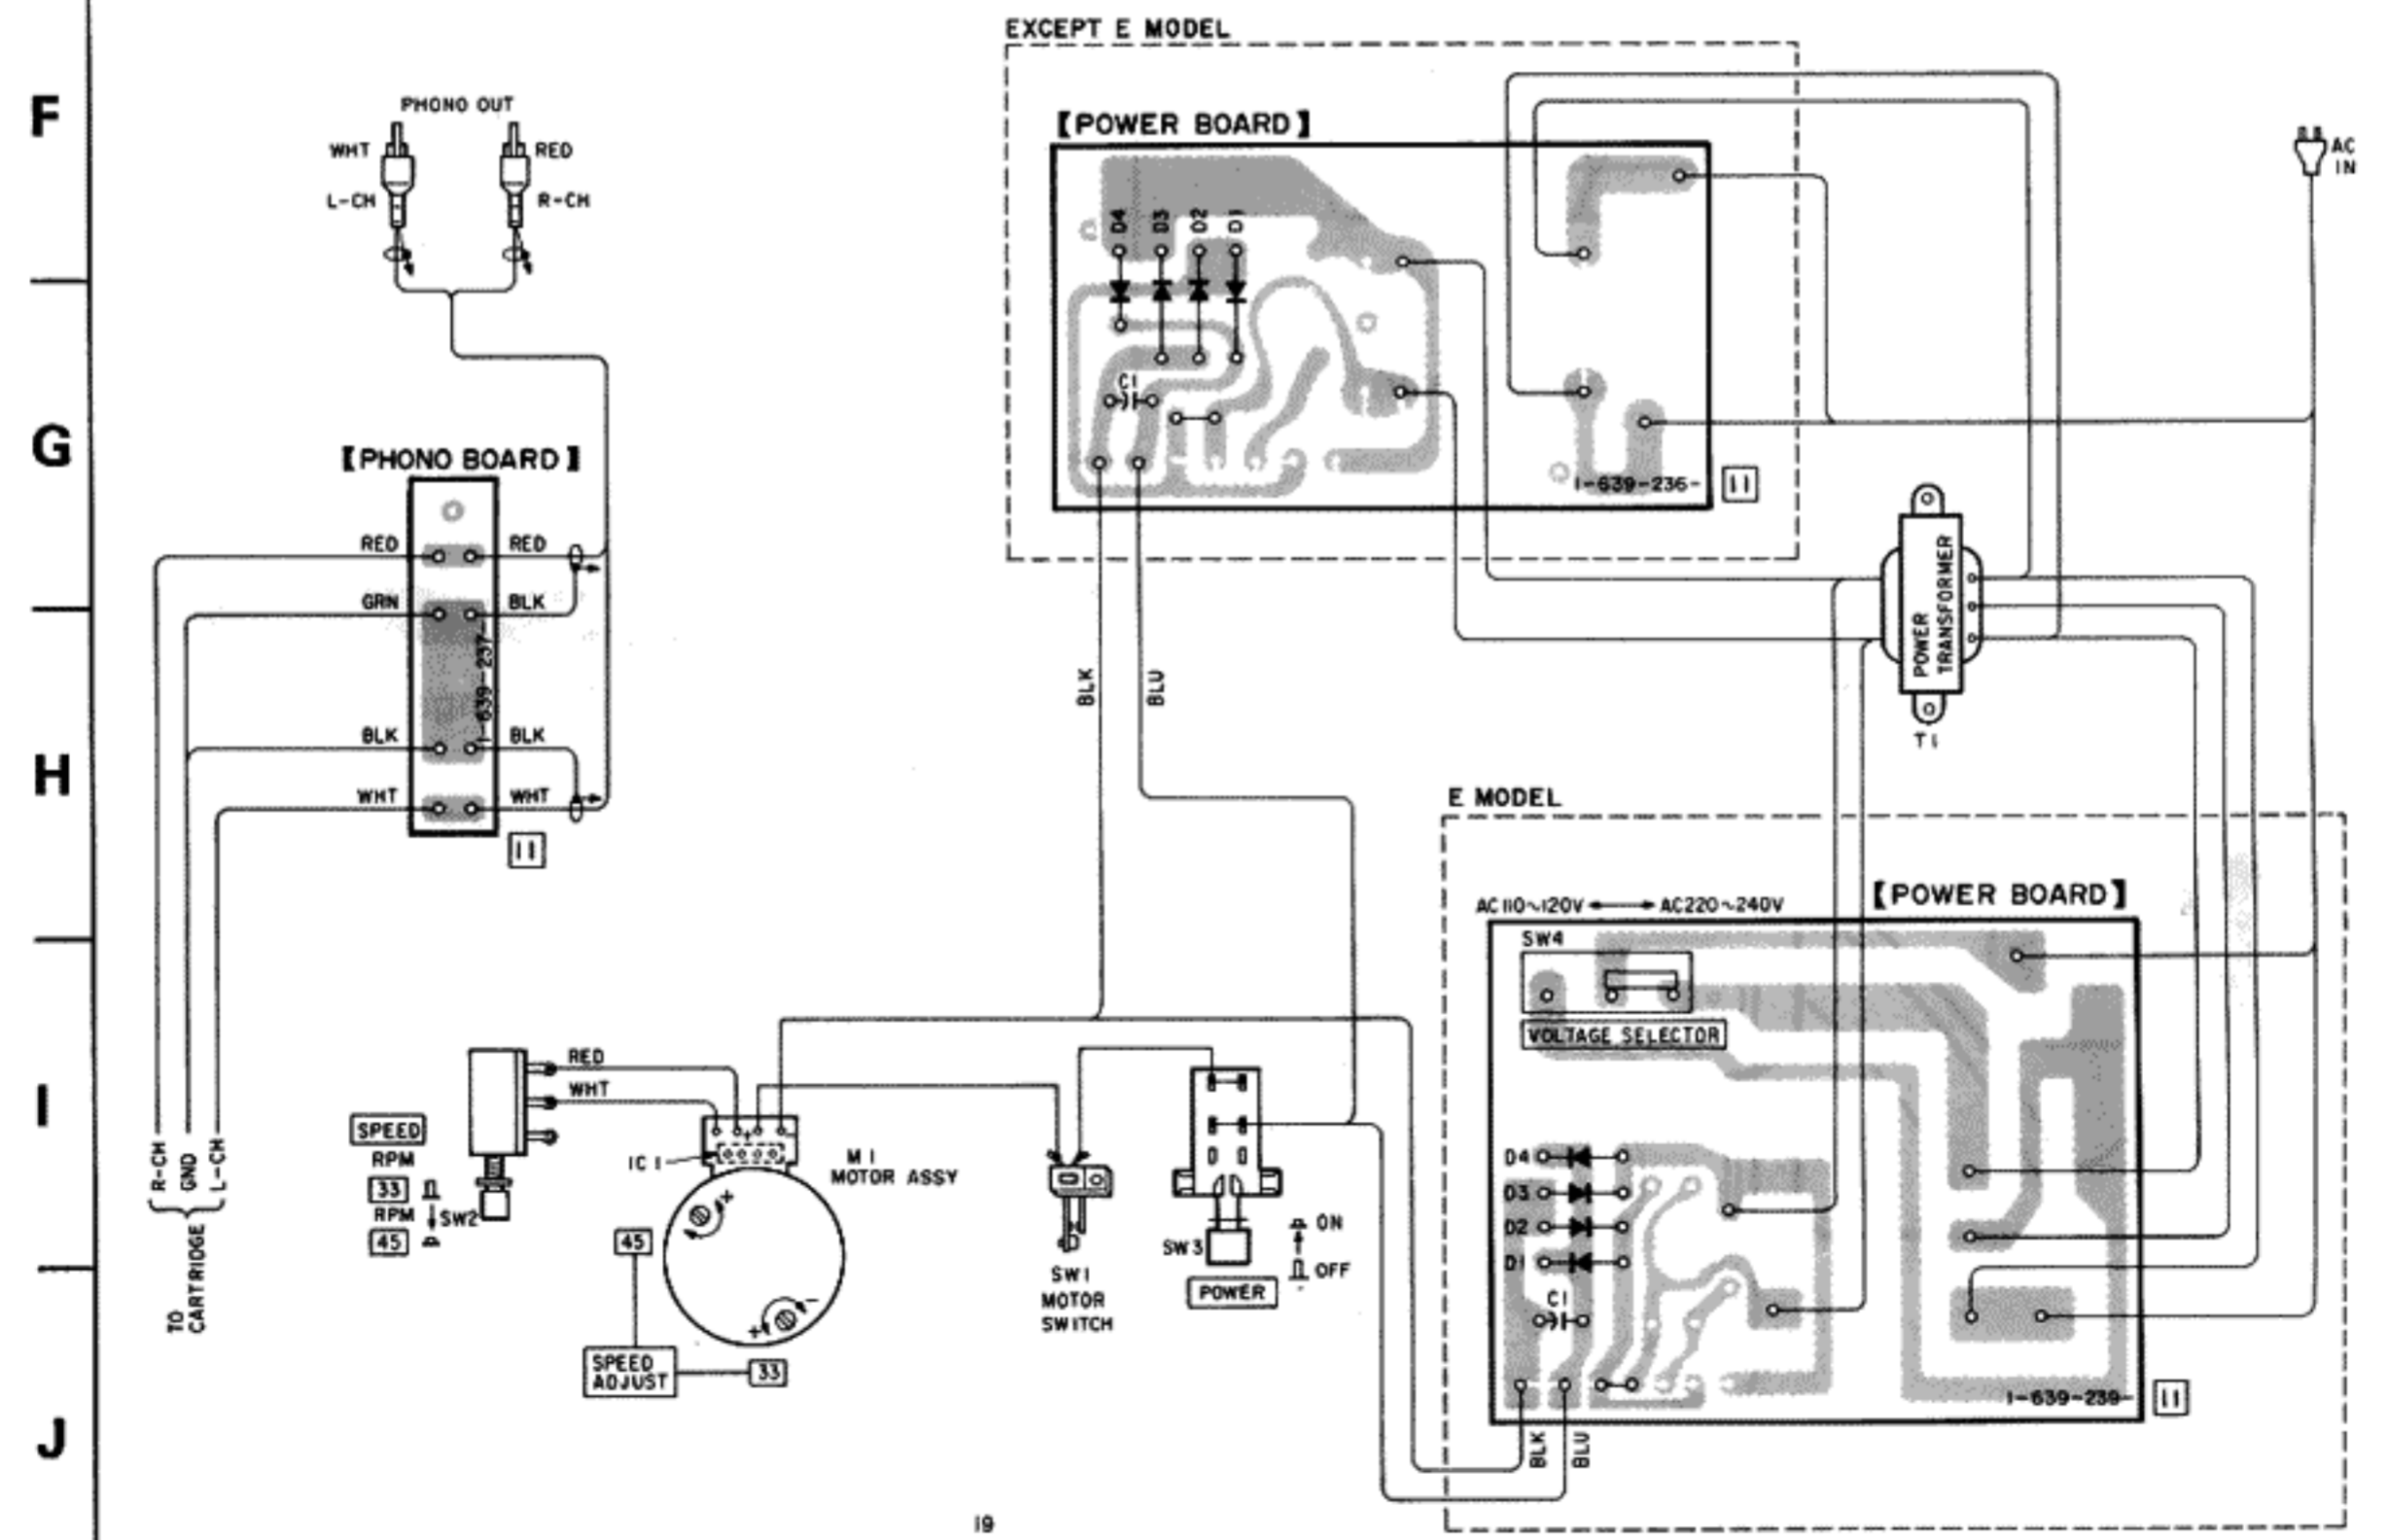 EXCEPT E MODEL
F
PHONO OUT
WHT
RED
L-CH
R-CH
【POWER BOARD】
AC
IN
D4
D3
D2
D1
C1
1-639-236-
11
G
【PHONO BOARD】
RED
RED
GRN
BLK
1-639-237-
BLK
BLK
WHT
WHT
11
POWER
TRANSFORMER
T1
BLK
BLU
H
E MODEL
AC110~120V
AC220~240V
【POWER BOARD】
SW4
VOLTAGE SELECTOR
D4
D3
D2
D1
C1
1-639-239-
11
BLK
BLU
I
RED
WHT
SPEED
RPM
33
RPM
45
SW2
IC1
+
-
M1
MOTOR ASSY
+
45
-
+
33
SPEED
ADJUST
SW1
MOTOR
SWITCH
SW3
ON
OFF
POWER
R-CH
GND
L-CH
TO
CARTRIDGE
J
19